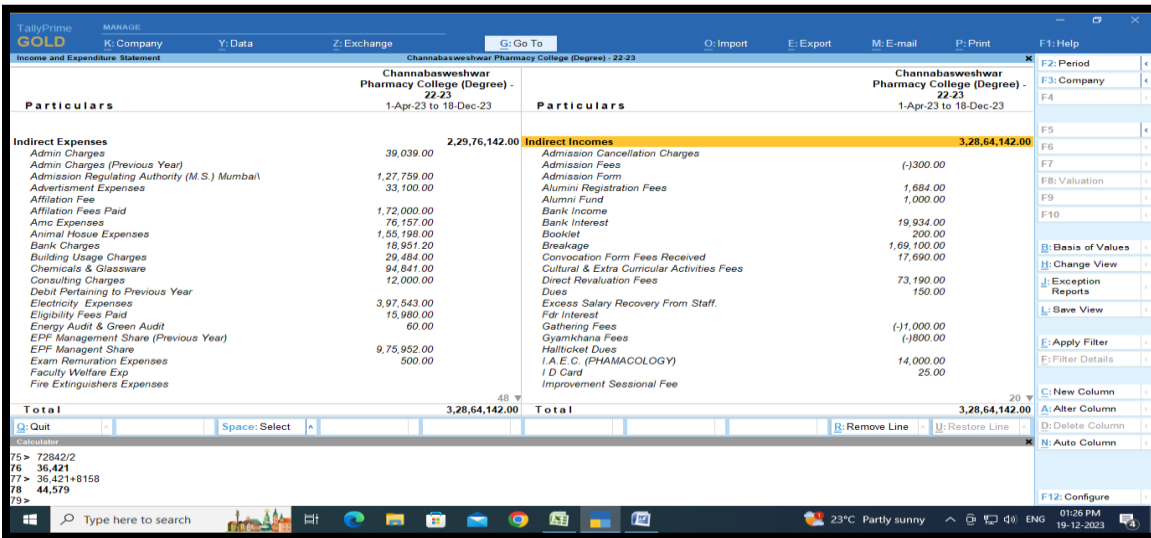 TallyPrime
GOLD
MANAGE
K: Company Y: Data Z: Exchange G: Go To O: Import E: Export M: E-mail P: Print F1: Help
Income and Expenditure Statement Channabasweshwar Pharmacy College (Degree) - 22-23
Particulars Channabasweshwar Pharmacy College (Degree) - 22-23 1-Apr-23 to 18-Dec-23 Particulars Channabasweshwar Pharmacy College (Degree) - 22-23 1-Apr-23 to 18-Dec-23
Indirect Expenses 2,29,76,142.00 Indirect Incomes 3,28,64,142.00
Admin Charges 39,039.00 Admission Cancellation Charges
Admin Charges (Previous Year) Admission Fees (-)300.00
Admission Regulating Authority (M.S.) Mumbai\ 1,27,759.00 Admission Form
Advertisment Expenses 33,100.00 Alumini Registration Fees 1,684.00
Affilation Fee Alumni Fund 1,000.00
Affilation Fees Paid 1,72,000.00 Bank Income
Amc Expenses 76,157.00 Bank Interest 19,934.00
Animal Hosue Expenses 1,55,198.00 Booklet 200.00
Bank Charges 18,951.20 Breakage 1,69,100.00
Building Usage Charges 29,484.00 Convocation Form Fees Received 17,690.00
Chemicals & Glassware 94,841.00 Cultural & Extra Curricular Activities Fees
Consulting Charges 12,000.00 Direct Revaluation Fees 73,190.00
Debit Pertaining to Previous Year Dues 150.00
Electricity Expenses 3,97,543.00 Excess Salary Recovery From Staff.
Eligibility Fees Paid 15,980.00 Fdr Interest
Energy Audit & Green Audit 60.00 Gathering Fees (-)1,000.00
EPF Management Share (Previous Year) Gyamkhana Fees (-)800.00
EPF Managent Share 9,75,952.00 Hallticket Dues
Exam Remuration Expenses 500.00 I.A.E.C. (PHAMACOLOGY) 14,000.00
Faculty Welfare Exp I D Card 25.00
Fire Extinguishers Expenses Improvement Sessional Fee
48 20
Total 3,28,64,142.00 Total 3,28,64,142.00
Q: Quit Space: Select R: Remove Line U: Restore Line
Calculator
75> 72842/2
76 36,421
77> 36,421+8158
78 44,579
79>
F2: Period
F3: Company
F4
F5
F6
F7
F8: Valuation
F9
F10
B: Basis of Values
H: Change View
J: Exception Reports
L: Save View
E: Apply Filter
F: Filter Details
C: New Column
A: Alter Column
D: Delete Column
N: Auto Column
F12: Configure
Type here to search 23°C Partly sunny ENG 01:26 PM
19-12-2023
4